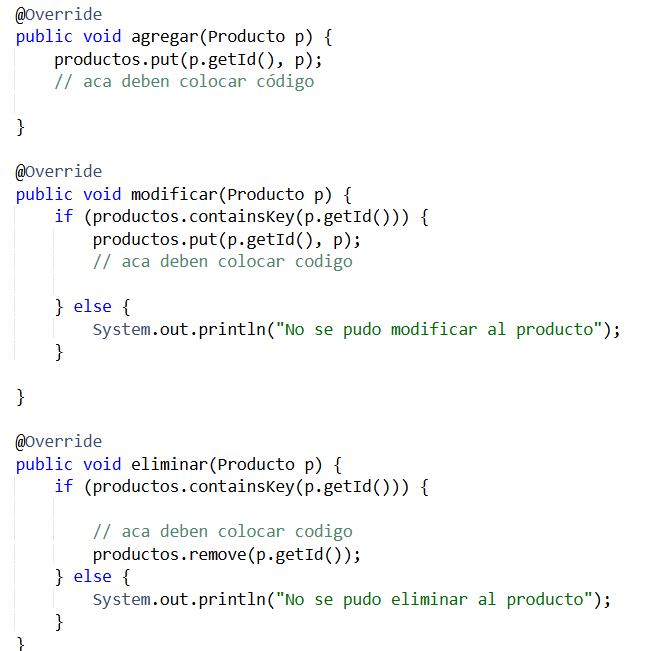 @Override
public void agregar(Producto p) {
    productos.put(p.getId(), p);
    // aca deben colocar código
}
@Override
public void modificar(Producto p) {
    if (productos.containsKey(p.getId())) {
        productos.put(p.getId(), p);
        // aca deben colocar codigo
    } else {
        System.out.println("No se pudo modificar al producto");
    }
}
@Override
public void eliminar(Producto p) {
    if (productos.containsKey(p.getId())) {
        // aca deben colocar codigo
        productos.remove(p.getId());
    } else {
        System.out.println("No se pudo eliminar al producto");
    }
}